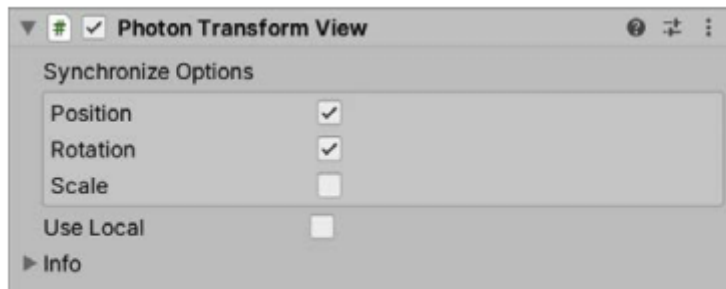 # Photon Transform View
Synchronize Options
Position
Rotation
Scale
Use Local
Info